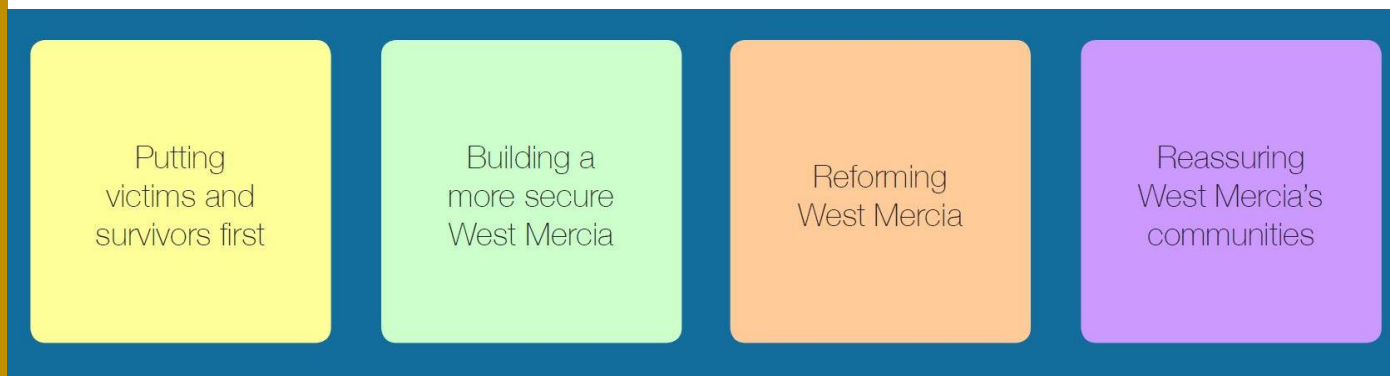 Putting
victims and
survivors first
Building a
more secure
West Mercia
Reforming
West Mercia
Reassuring
West Mercia's
communities